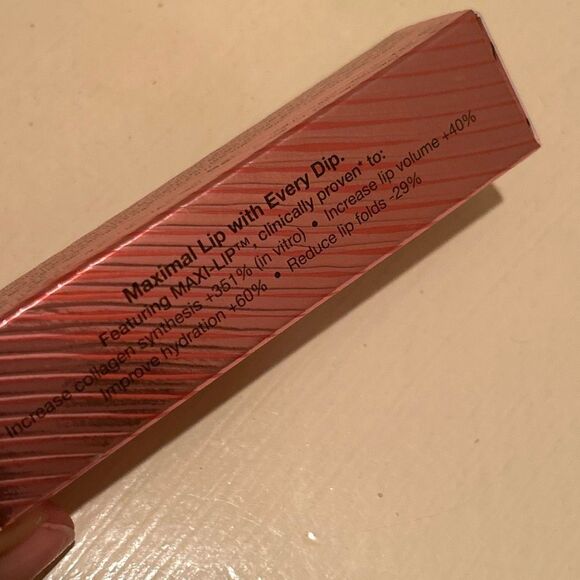 Maximal Lip with Every Dip.
Featuring MAXI-LIP™, clinically proven* to:
Increase collagen synthesis +351% (in vitro) • Increase lip volume +40%
Improve hydration +60% • Reduce lip folds -29%